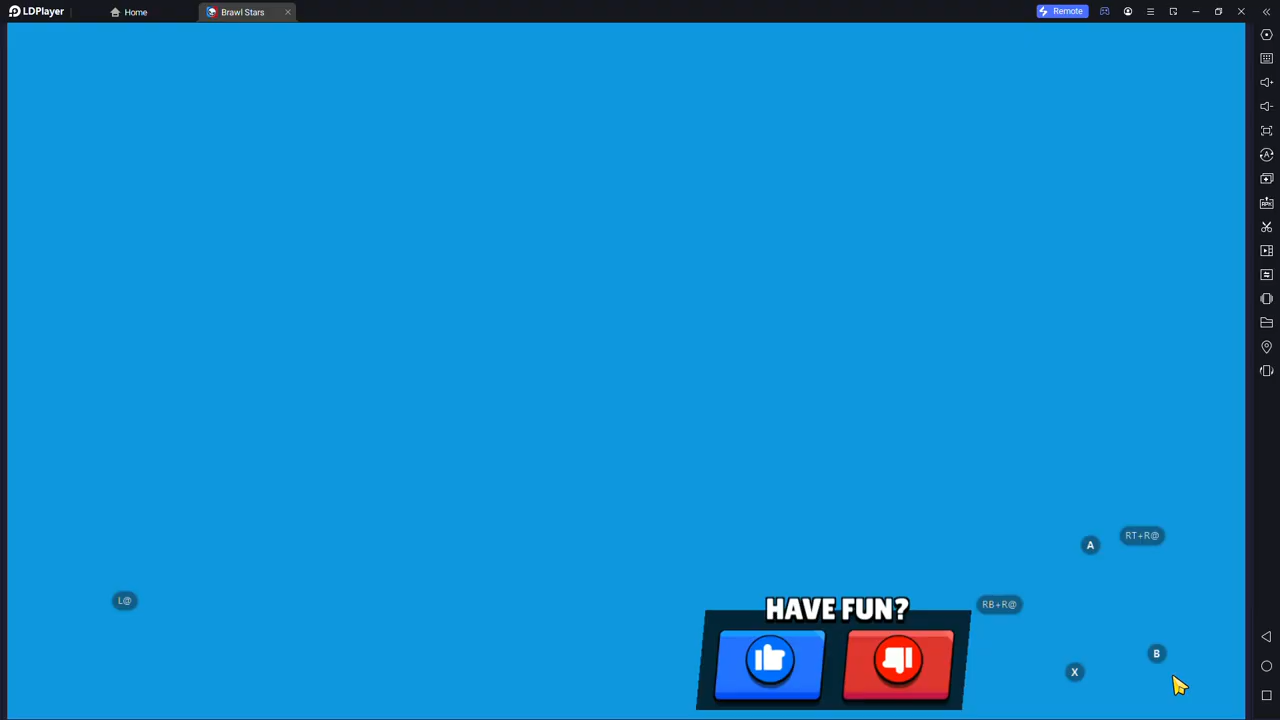 LDPlayer
Home
Brawl Stars
Remote
A
RT+R@
L@
RB+R@
HAVE FUN?
B
X